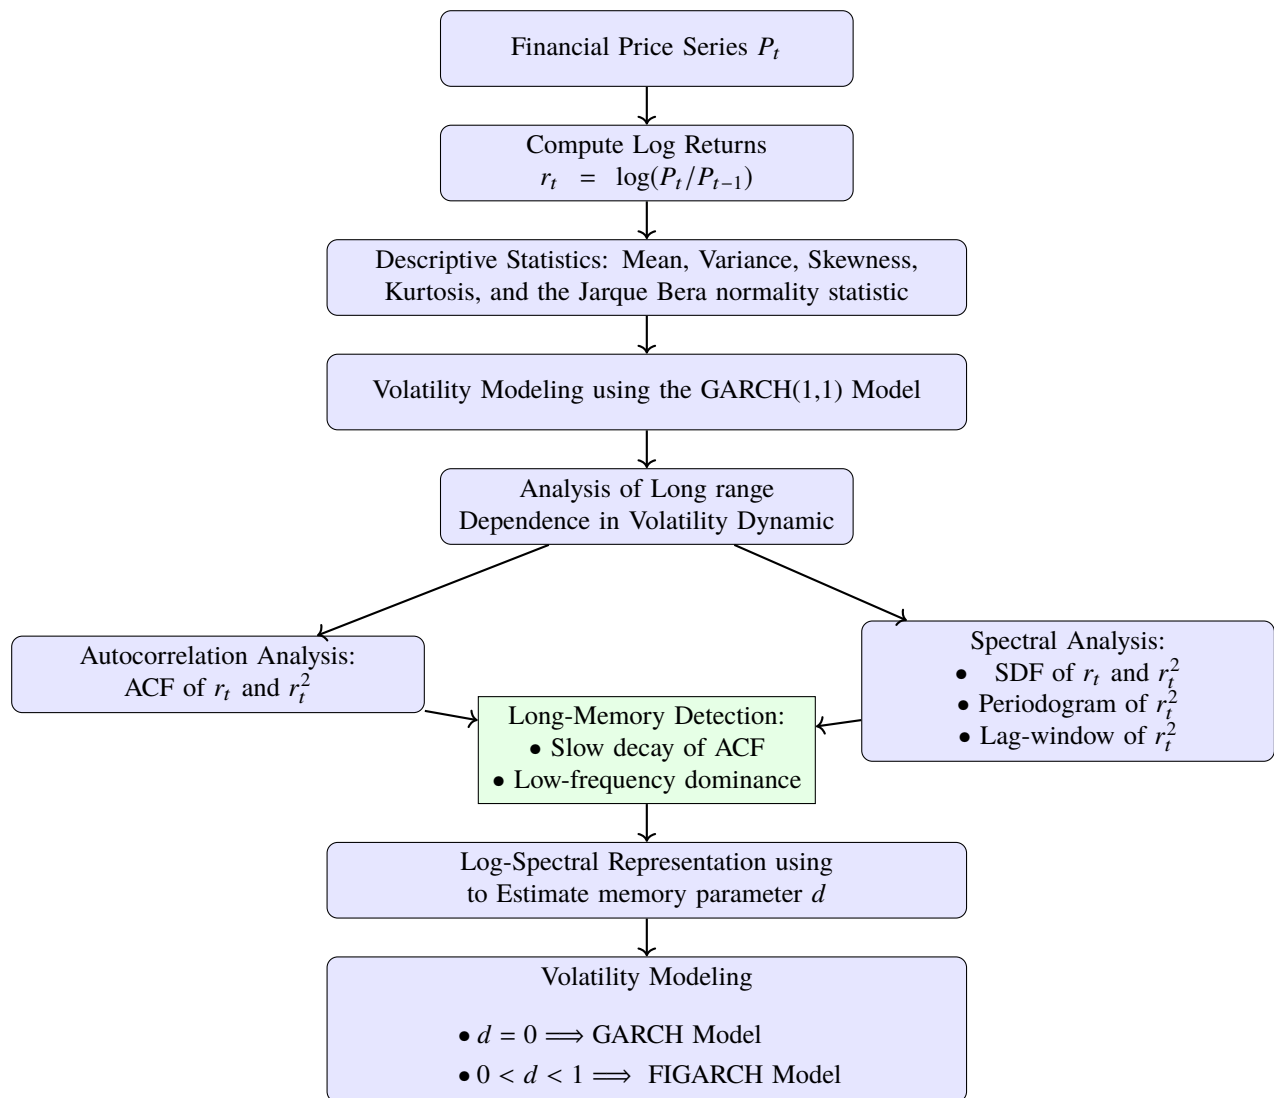 Financial Price Series P_t
Compute Log Returns
r_t = log(P_t/P_{t−1})
Descriptive Statistics: Mean, Variance, Skewness,
Kurtosis, and the Jarque Bera normality statistic
Volatility Modeling using the GARCH(1,1) Model
Analysis of Long range
Dependence in Volatility Dynamic
Autocorrelation Analysis:
ACF of r_t and r_t^2
Spectral Analysis:
• SDF of r_t and r_t^2
• Periodogram of r_t^2
• Lag-window of r_t^2
Long-Memory Detection:
• Slow decay of ACF
• Low-frequency dominance
Log-Spectral Representation using
to Estimate memory parameter d
Volatility Modeling
• d = 0 ⟹ GARCH Model
• 0 < d < 1 ⟹ FIGARCH Model